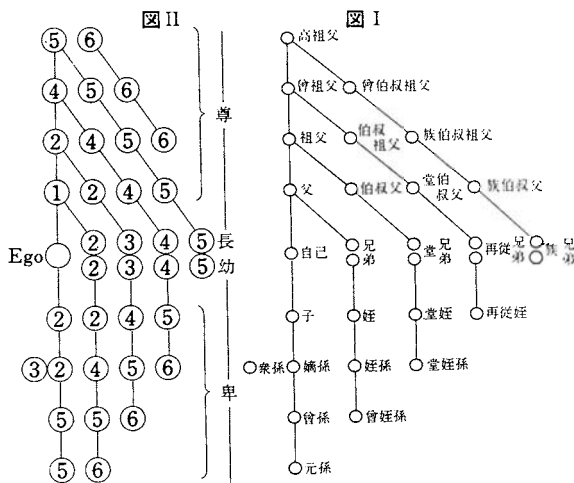 図II
⑤ ⑥
④ ⑤ ⑥
尊
② ④ ⑤ ⑥
① ② ④ ⑤
② ③ ④ ⑤ 長
Ego ② ③ ④ ⑤ 幼
② ② ④ ⑤
③ ② ④ ⑤ ⑥
卑
⑤ ⑤ ⑥
⑤ ⑥
図I
高祖父
曾祖父 曾伯叔祖父
祖父 伯叔祖父 族伯叔祖父
父 伯叔父 堂伯叔父 族伯叔父
自己 兄弟 堂兄弟 再従兄弟 族兄弟
子 姪 堂姪 再従姪
衆孫 嫡孫 姪孫 堂姪孫
曾孫 曾姪孫
元孫